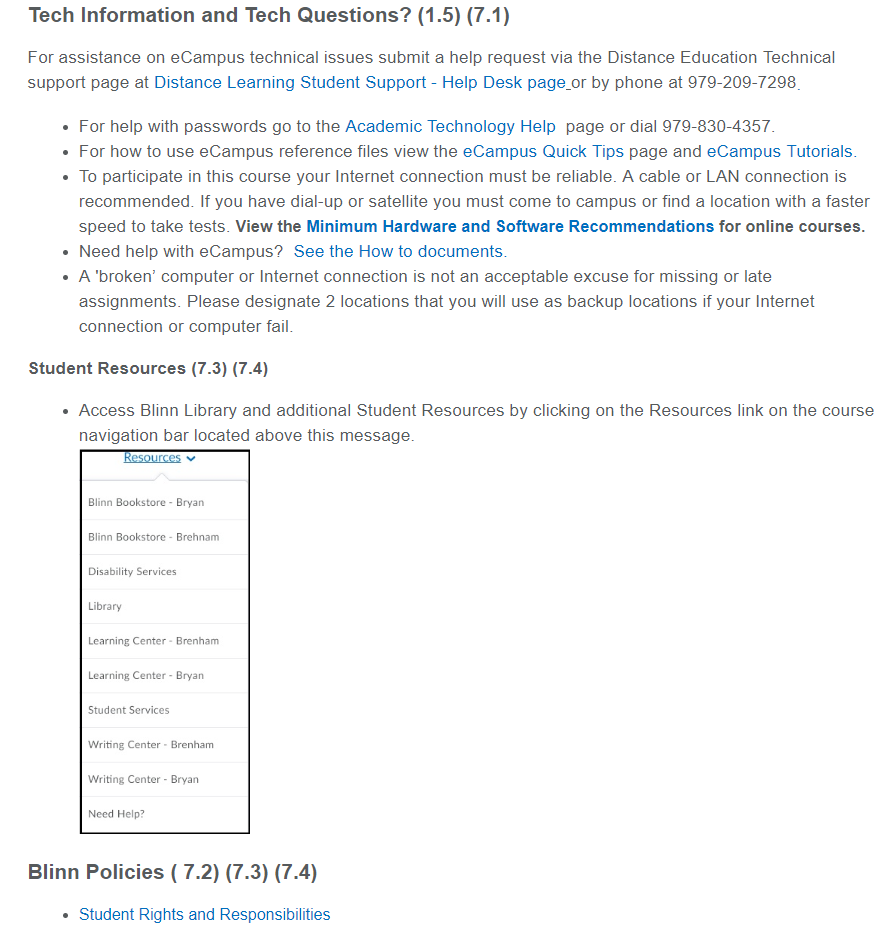 Tech Information and Tech Questions? (1.5) (7.1)
For assistance on eCampus technical issues submit a help request via the Distance Education Technical
support page at Distance Learning Student Support - Help Desk page or by phone at 979-209-7298.
• For help with passwords go to the Academic Technology Help page or dial 979-830-4357.
• For how to use eCampus reference files view the eCampus Quick Tips page and eCampus Tutorials.
• To participate in this course your Internet connection must be reliable. A cable or LAN connection is
recommended. If you have dial-up or satellite you must come to campus or find a location with a faster
speed to take tests. View the Minimum Hardware and Software Recommendations for online courses.
• Need help with eCampus? See the How to documents.
• A 'broken' computer or Internet connection is not an acceptable excuse for missing or late
assignments. Please designate 2 locations that you will use as backup locations if your Internet
connection or computer fail.
Student Resources (7.3) (7.4)
• Access Blinn Library and additional Student Resources by clicking on the Resources link on the course
navigation bar located above this message.
Resources
Blinn Bookstore - Bryan
Blinn Bookstore - Brehnam
Disability Services
Library
Learning Center - Brenham
Learning Center - Bryan
Student Services
Writing Center - Brenham
Writing Center - Bryan
Need Help?
Blinn Policies ( 7.2) (7.3) (7.4)
• Student Rights and Responsibilities